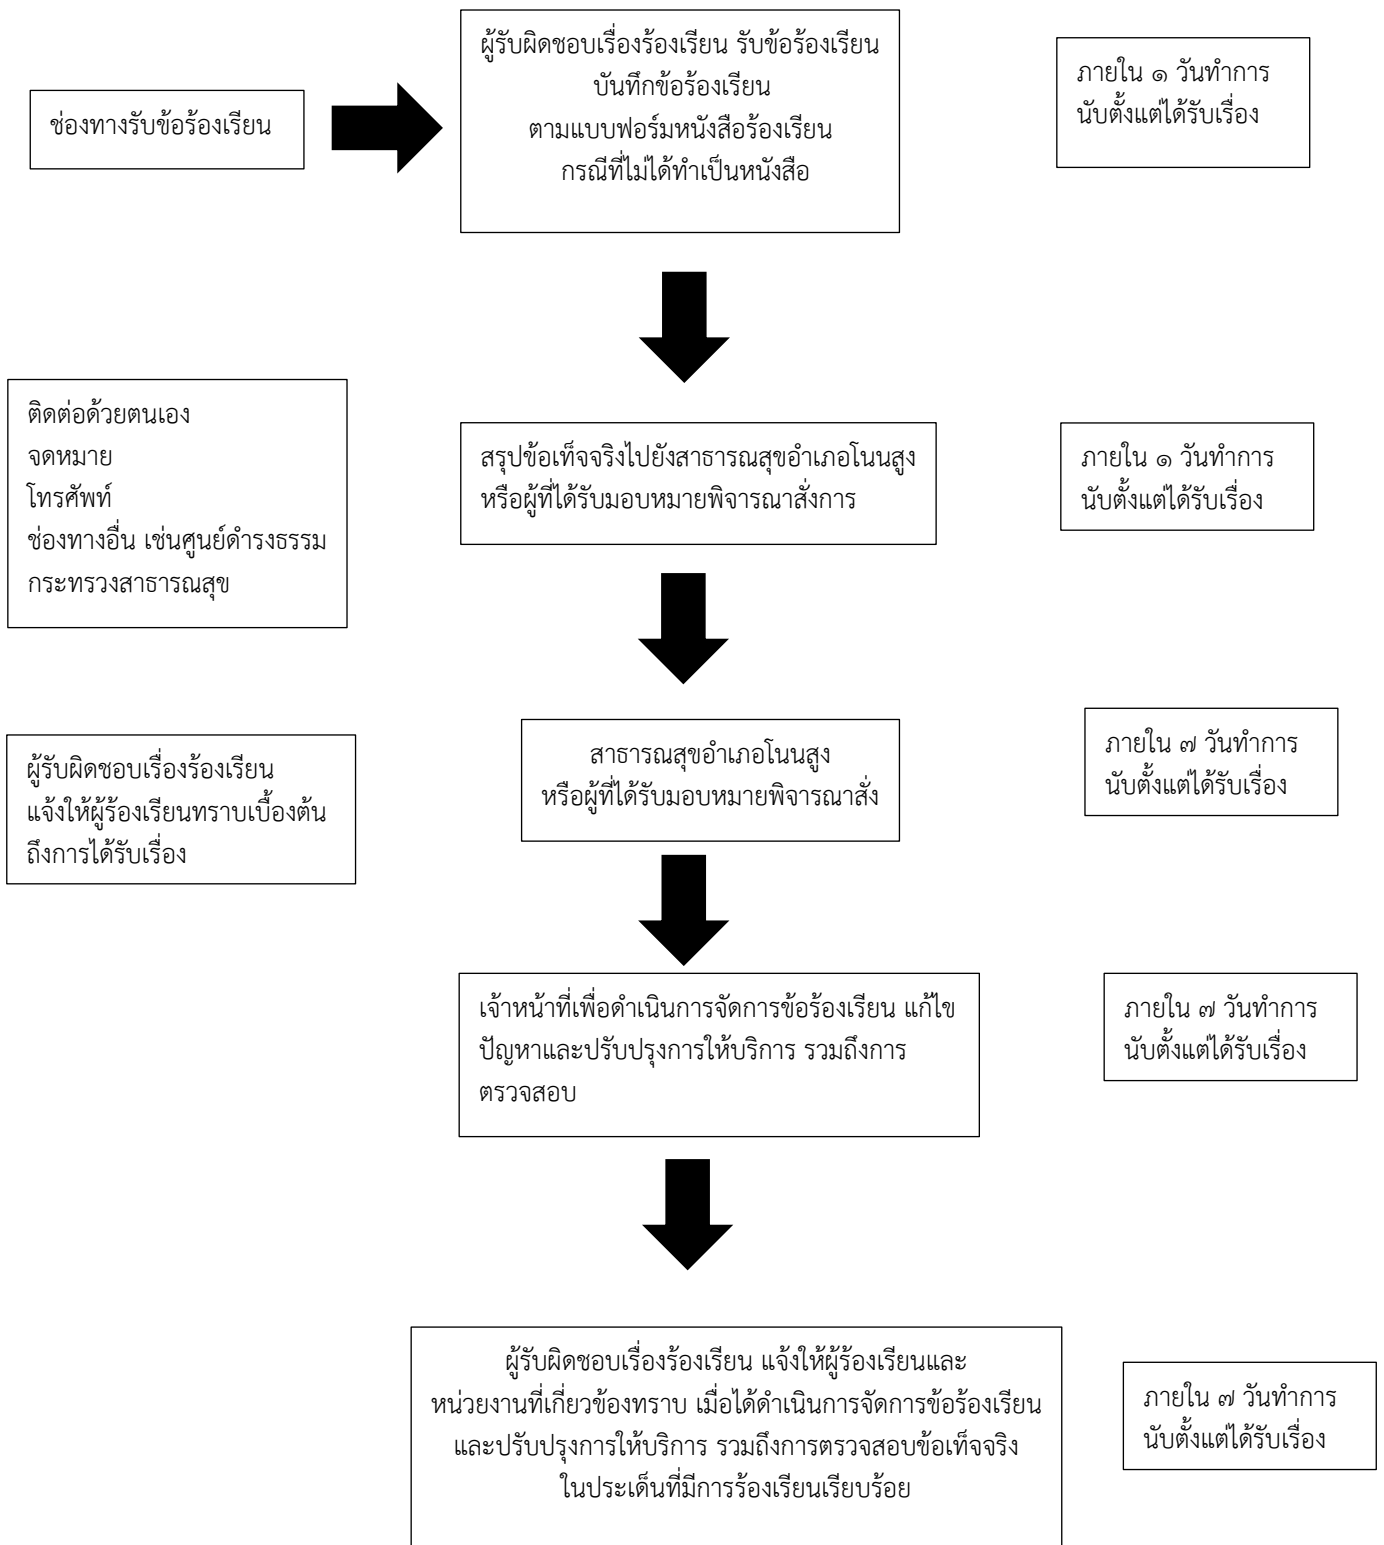 ช่องทางรับข้อร้องเรียน
ผู้รับผิดชอบเรื่องร้องเรียน รับข้อร้องเรียน
บันทึกข้อร้องเรียน
ตามแบบฟอร์มหนังสือร้องเรียน
กรณีที่ไม่ได้ทำเป็นหนังสือ
ภายใน ๑ วันทำการ
นับตั้งแต่ได้รับเรื่อง
ติดต่อด้วยตนเอง
จดหมาย
โทรศัพท์
ช่องทางอื่น เช่นศูนย์ดำรงธรรม
กระทรวงสาธารณสุข
สรุปข้อเท็จจริงไปยังสาธารณสุขอำเภอโนนสูง
หรือผู้ที่ได้รับมอบหมายพิจารณาสั่งการ
ภายใน ๑ วันทำการ
นับตั้งแต่ได้รับเรื่อง
ผู้รับผิดชอบเรื่องร้องเรียน
แจ้งให้ผู้ร้องเรียนทราบเบื้องต้น
ถึงการได้รับเรื่อง
สาธารณสุขอำเภอโนนสูง
หรือผู้ที่ได้รับมอบหมายพิจารณาสั่ง
ภายใน ๗ วันทำการ
นับตั้งแต่ได้รับเรื่อง
เจ้าหน้าที่เพื่อดำเนินการจัดการข้อร้องเรียน แก้ไข
ปัญหาและปรับปรุงการให้บริการ รวมถึงการ
ตรวจสอบ
ภายใน ๗ วันทำการ
นับตั้งแต่ได้รับเรื่อง
ผู้รับผิดชอบเรื่องร้องเรียน แจ้งให้ผู้ร้องเรียนและ
หน่วยงานที่เกี่ยวข้องทราบ เมื่อได้ดำเนินการจัดการข้อร้องเรียน
และปรับปรุงการให้บริการ รวมถึงการตรวจสอบข้อเท็จจริง
ในประเด็นที่มีการร้องเรียนเรียบร้อย
ภายใน ๗ วันทำการ
นับตั้งแต่ได้รับเรื่อง